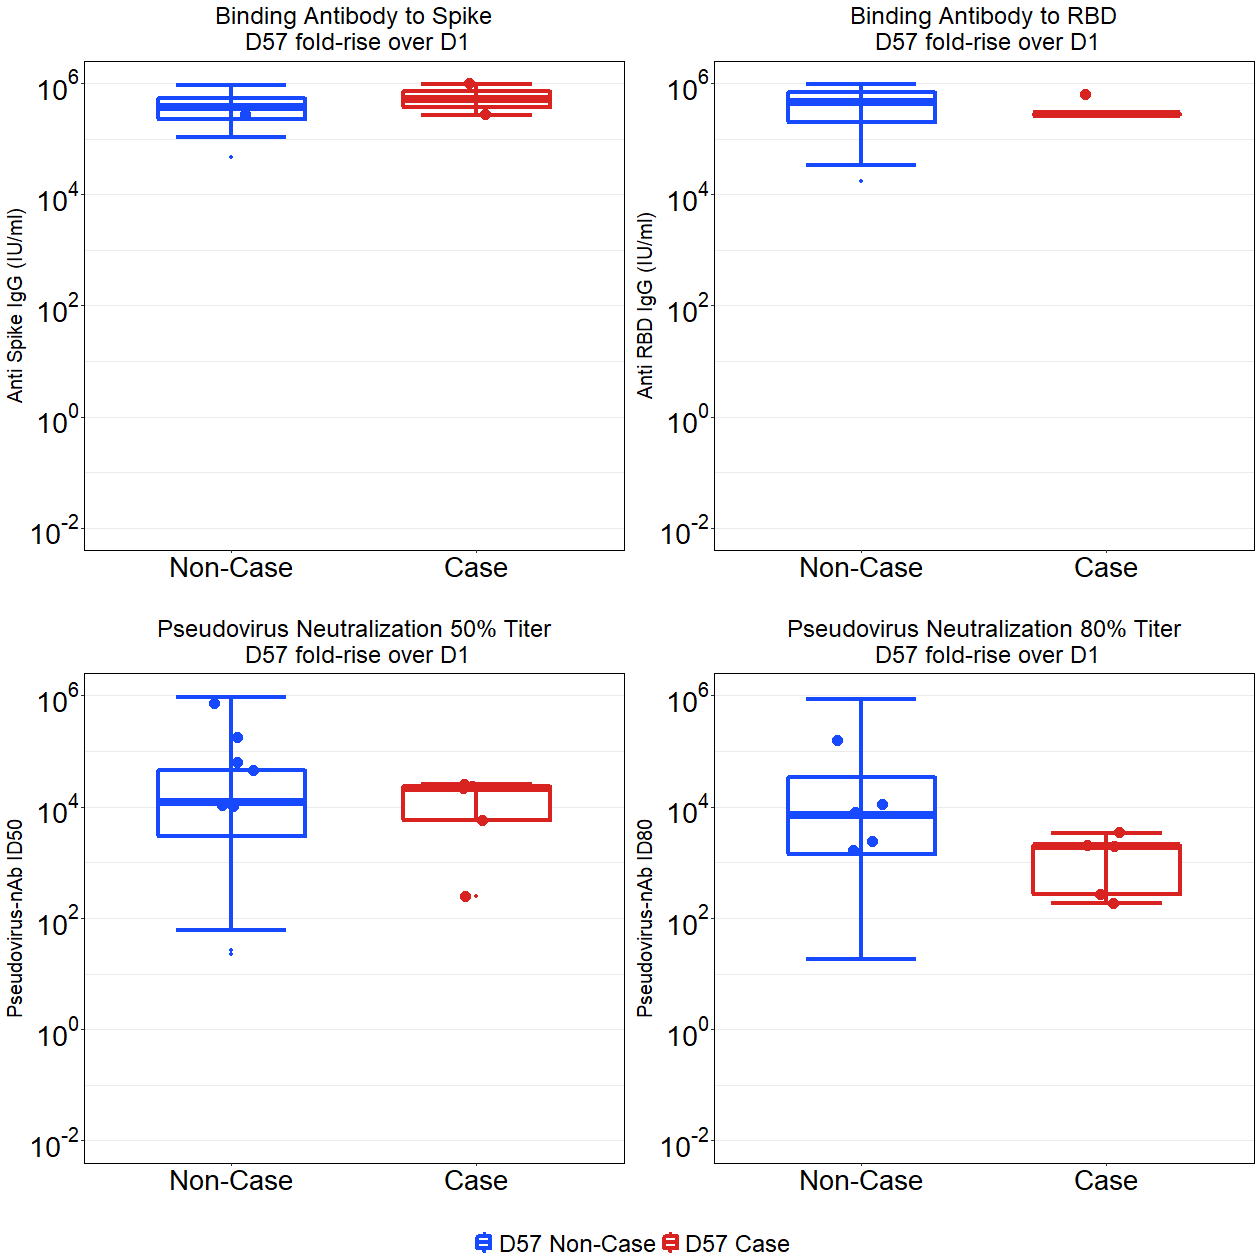 Binding Antibody to Spike
D57 fold-rise over D1
Anti Spike IgG (IU/ml)
10^6
10^4
10^2
10^0
10^-2
Non-Case Case
Binding Antibody to RBD
D57 fold-rise over D1
Anti RBD IgG (IU/ml)
10^6
10^4
10^2
10^0
10^-2
Non-Case Case
Pseudovirus Neutralization 50% Titer
D57 fold-rise over D1
Pseudovirus-nAb ID50
10^6
10^4
10^2
10^0
10^-2
Non-Case Case
Pseudovirus Neutralization 80% Titer
D57 fold-rise over D1
Pseudovirus-nAb ID80
10^6
10^4
10^2
10^0
10^-2
Non-Case Case
D57 Non-Case D57 Case